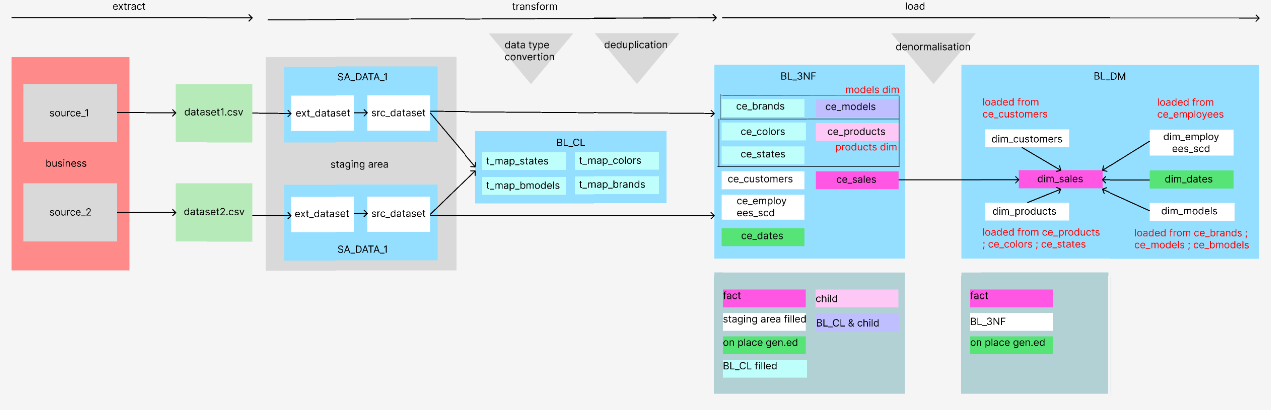 extract
transform
load
data type
convertion
deduplication
denormalisation
source_1
business
source_2
dataset1.csv
dataset2.csv
SA_DATA_1
ext_dataset
src_dataset
staging area
ext_dataset
src_dataset
SA_DATA_1
BL_CL
t_map_states
t_map_colors
t_map_bmodels
t_map_brands
BL_3NF
models dim
ce_brands
ce_models
ce_colors
ce_products
ce_states
products dim
ce_customers
ce_sales
ce_employ
ees_scd
ce_dates
BL_DM
loaded from
ce_customers
loaded from
ce_employees
dim_customers
dim_employ
ees_scd
dim_sales
dim_dates
dim_products
dim_models
loaded from ce_products
; ce_colors ; ce_states
loaded from ce_brands ;
ce_models ; ce_bmodels
fact
child
staging area filled
BL_CL & child
on place gen.ed
BL_CL filled
fact
BL_3NF
on place gen.ed